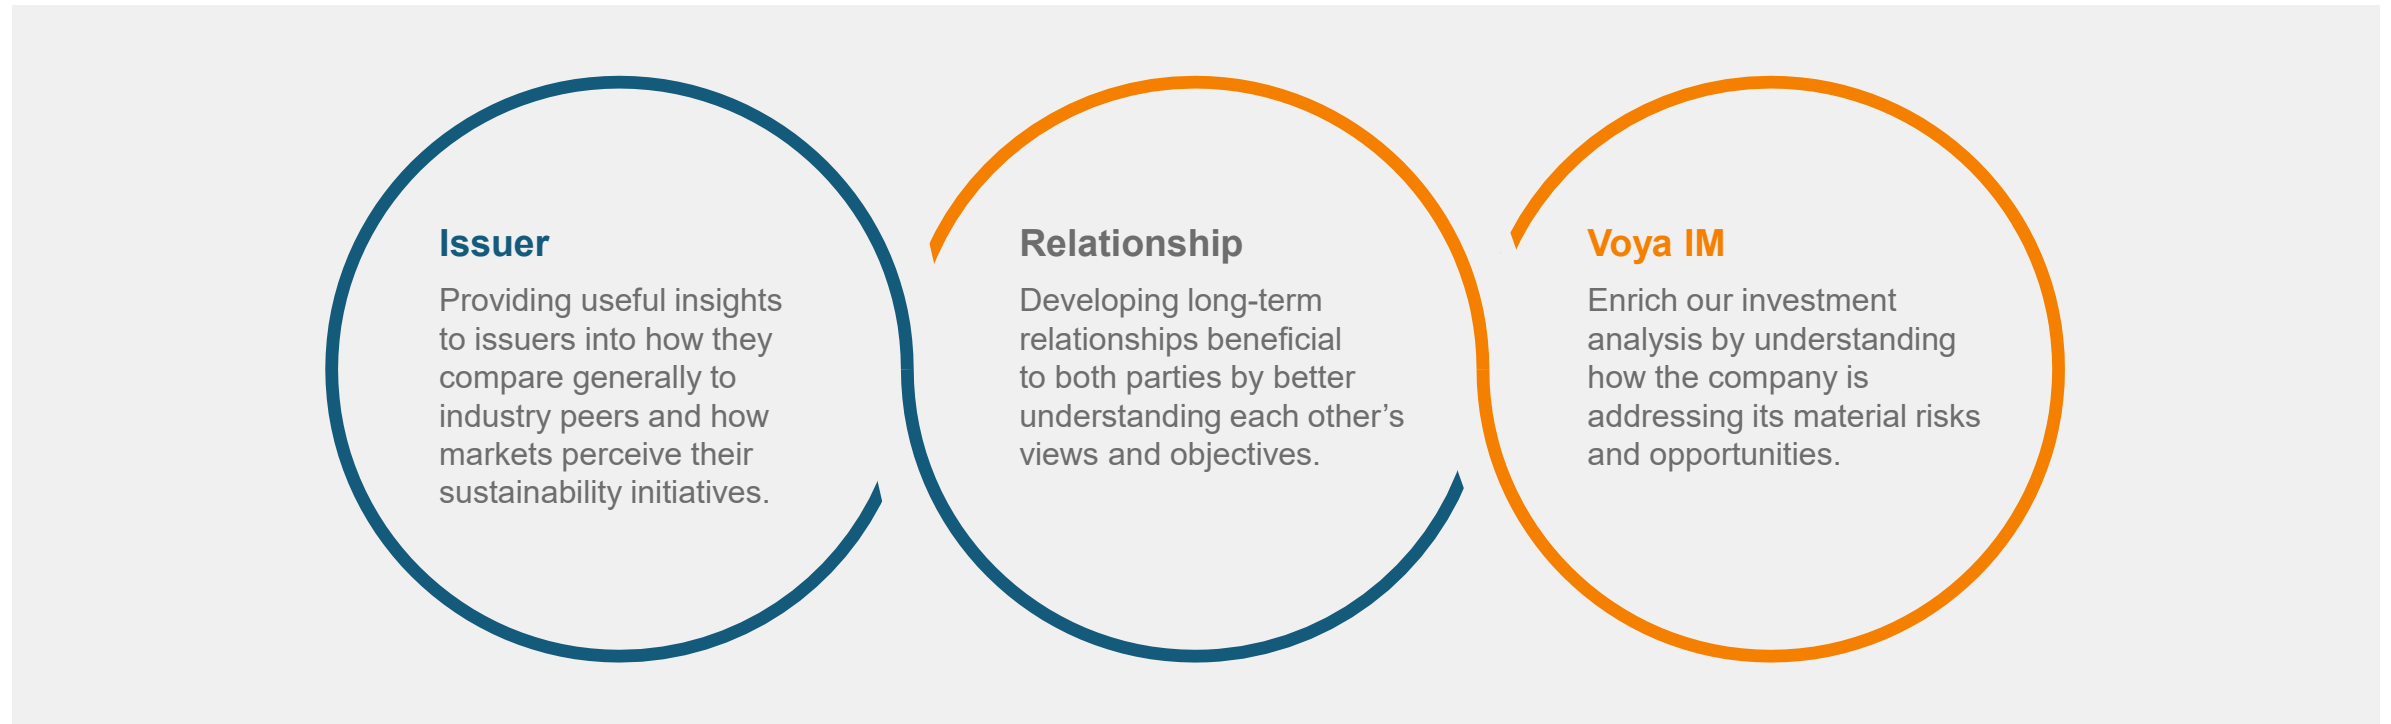 Issuer
Providing useful insights
to issuers into how they
compare generally to
industry peers and how
markets perceive their
sustainability initiatives.
Relationship
Developing long-term
relationships beneficial
to both parties by better
understanding each other’s
views and objectives.
Voya IM
Enrich our investment
analysis by understanding
how the company is
addressing its material risks
and opportunities.